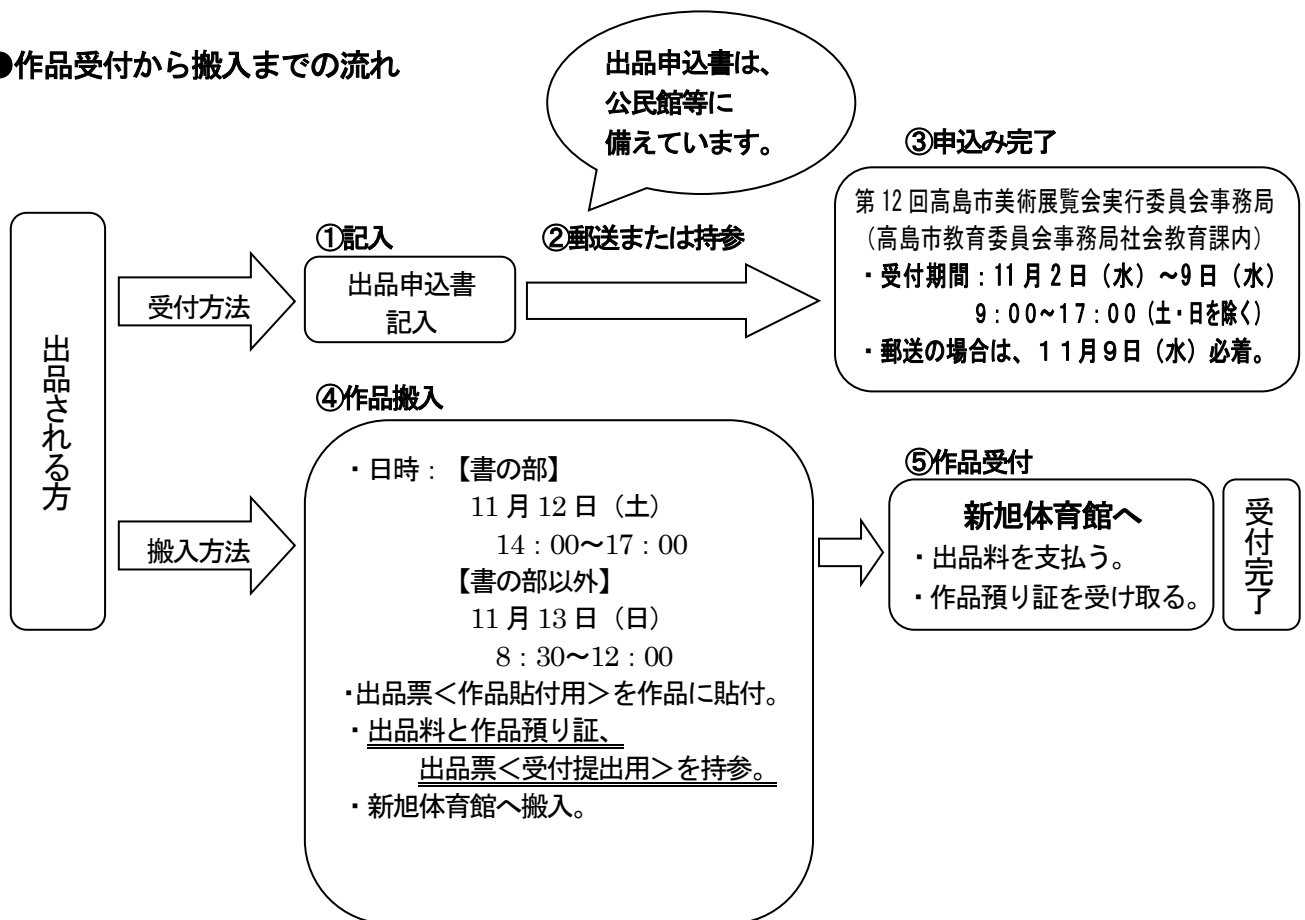 ●作品受付から搬入までの流れ
出品申込書は、
公民館等に
備えています。
出品される方
受付方法
①記入
出品申込書
記入
②郵送または持参
③申込み完了
第12回高島市美術展覧会実行委員会事務局
（高島市教育委員会事務局社会教育課内）
・受付期間：11月2日（水）～9日（水）
9：00~17：00（土・日を除く）
・郵送の場合は、１１月９日（水）必着。
搬入方法
④作品搬入
・日時：【書の部】
11月12日（土）
14：00～17：00
【書の部以外】
11月13日（日）
8：30～12：00
・出品票＜作品貼付用＞を作品に貼付。
・出品料と作品預り証、
出品票＜受付提出用＞を持参。
・新旭体育館へ搬入。
⑤作品受付
新旭体育館へ
・出品料を支払う。
・作品預り証を受け取る。
受付完了